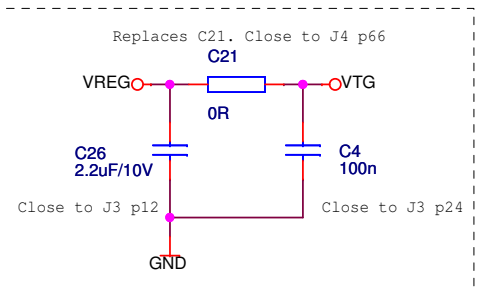 Replaces C21. Close to J4 p66
C21
VREG
VTG
0R
C26
2.2uF/10V
C4
100n
Close to J3 p12
Close to J3 p24
GND